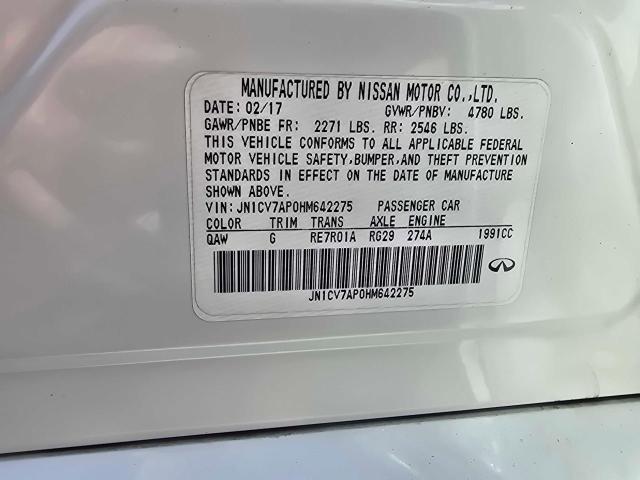 MANUFACTURED BY NISSAN MOTOR CO.,LTD.
DATE: 02/17 GVWR/PNBV: 4780 LBS.
GAWR/PNBE FR: 2271 LBS. RR: 2546 LBS.
THIS VEHICLE CONFORMS TO ALL APPLICABLE FEDERAL
MOTOR VEHICLE SAFETY,BUMPER,AND THEFT PREVENTION
STANDARDS IN EFFECT ON THE DATE OF MANUFACTURE
SHOWN ABOVE.
VIN: JN1CV7AP0HM642275 PASSENGER CAR
COLOR TRIM TRANS AXLE ENGINE
QAW G RE7R01A RG29 274A 1991CC
JN1CV7AP0HM642275